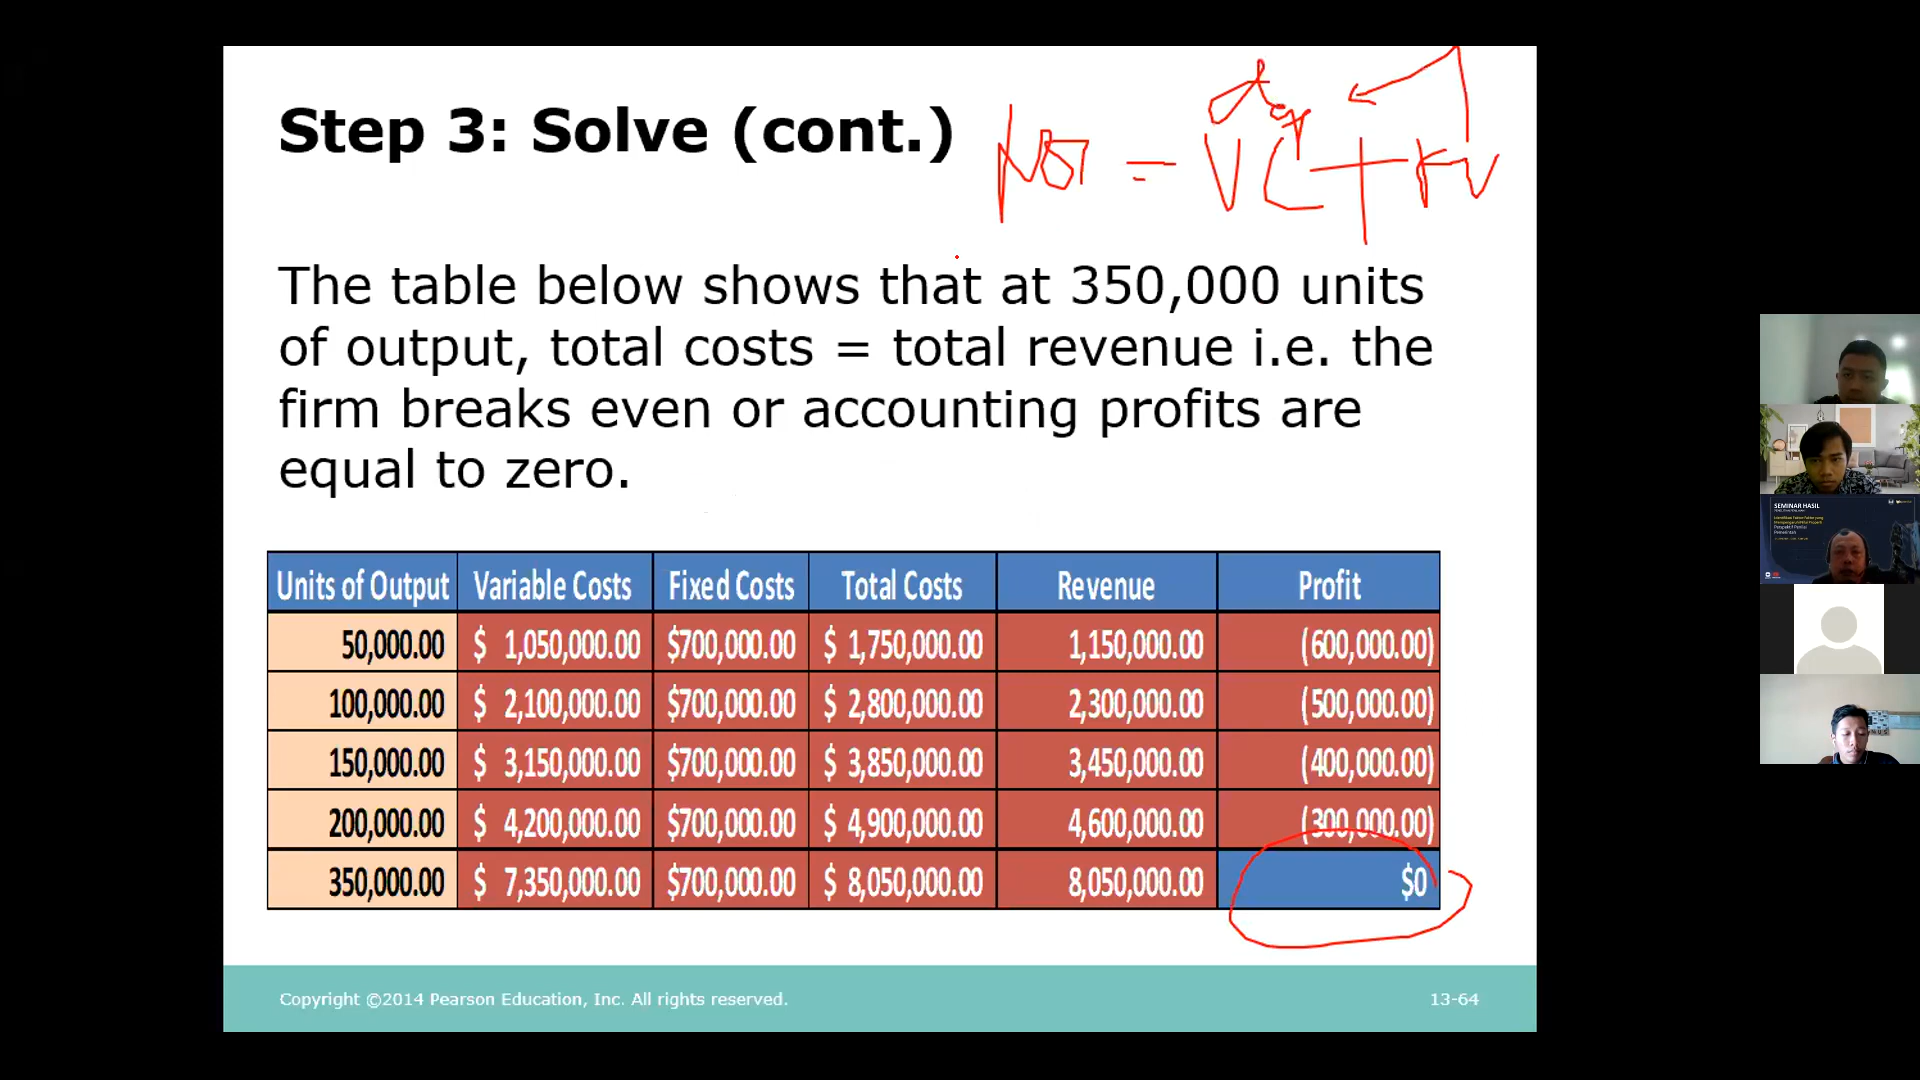 Step 3: Solve (cont.)
The table below shows that at 350,000 units
of output, total costs = total revenue i.e. the
firm breaks even or accounting profits are
equal to zero.
Units of Output Variable Costs Fixed Costs Total Costs Revenue Profit
50,000.00 $ 1,050,000.00 $700,000.00 $ 1,750,000.00 1,150,000.00 (600,000.00)
100,000.00 $ 2,100,000.00 $700,000.00 $ 2,800,000.00 2,300,000.00 (500,000.00)
150,000.00 $ 3,150,000.00 $700,000.00 $ 3,850,000.00 3,450,000.00 (400,000.00)
200,000.00 $ 4,200,000.00 $700,000.00 $ 4,900,000.00 4,600,000.00 (300,000.00)
350,000.00 $ 7,350,000.00 $700,000.00 $ 8,050,000.00 8,050,000.00 $0
Copyright ©2014 Pearson Education, Inc. All rights reserved.
13-64
SEMINAR HASIL